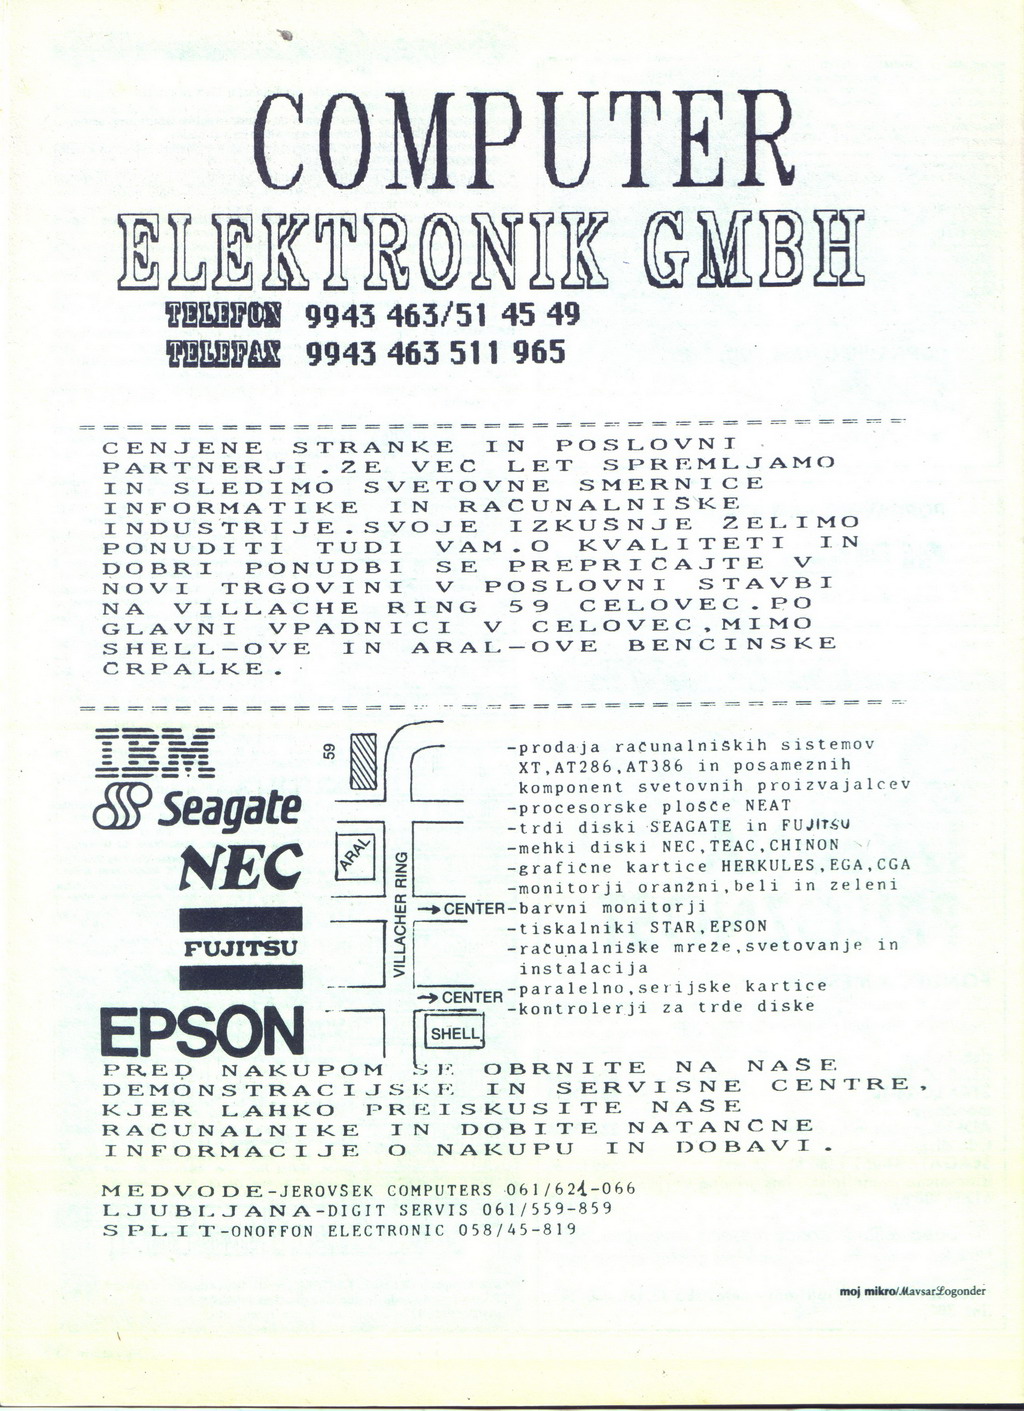 COMPUTER
ELEKTRONIK GMBH
TELEFON 9943 463/51 45 49
TELEFAX 9943 463 511 965
CENJENE STRANKE IN POSLOVNI
PARTNERJI.ŽE VEČ LET SPREMLJAMO
IN SLEDIMO SVETOVNE SMERNICE
INFORMATIKE IN RAČUNALNIŠKE
INDUSTRIJE.SVOJE IZKUŠNJE ŽELIMO
PONUDITI TUDI VAM.O KVALITETI IN
DOBRI PONUDBI SE PREPRIČAJTE V
NOVI TRGOVINI V POSLOVNI STAVBI
NA VILLACHE RING 59 CELOVEC.PO
GLAVNI VPADNICI V CELOVEC,MIMO
SHELL-OVE IN ARAL-OVE BENCINSKE
ČRPALKE.
IBM
Seagate
NEC
FUJITSU
EPSON
59
ARAL
VILLACHER RING
→CENTER
→CENTER
SHELL
-prodaja računalniških sistemov
XT,AT286,AT386 in posameznih
komponent svetovnih proizvajalcev
-procesorske plošče NEAT
-trdi diski SEAGATE in FUJITSU
-mehki diski NEC,TEAC,CHINON
-grafične kartice HERKULES,EGA,CGA
-monitorji oranžni,beli in zeleni
-barvni monitorji
-tiskalniki STAR,EPSON
-računalniške mreže,svetovanje in
instalacija
-paralelno,serijske kartice
-kontrolerji za trde diske
PRED NAKUPOM SE OBRNITE NA NAŠE
DEMONSTRACIJSKE IN SERVISNE CENTRE,
KJER LAHKO PREISKUSITE NAŠE
RAČUNALNIKE IN DOBITE NATANČNE
INFORMACIJE O NAKUPU IN DOBAVI.
MEDVODE-JEROVŠEK COMPUTERS 061/621-066
LJUBLJANA-DIGIT SERVIS 061/559-859
SPLIT-ONOFFON ELECTRONIC 058/45-819
moj mikro/MavsarLogonder